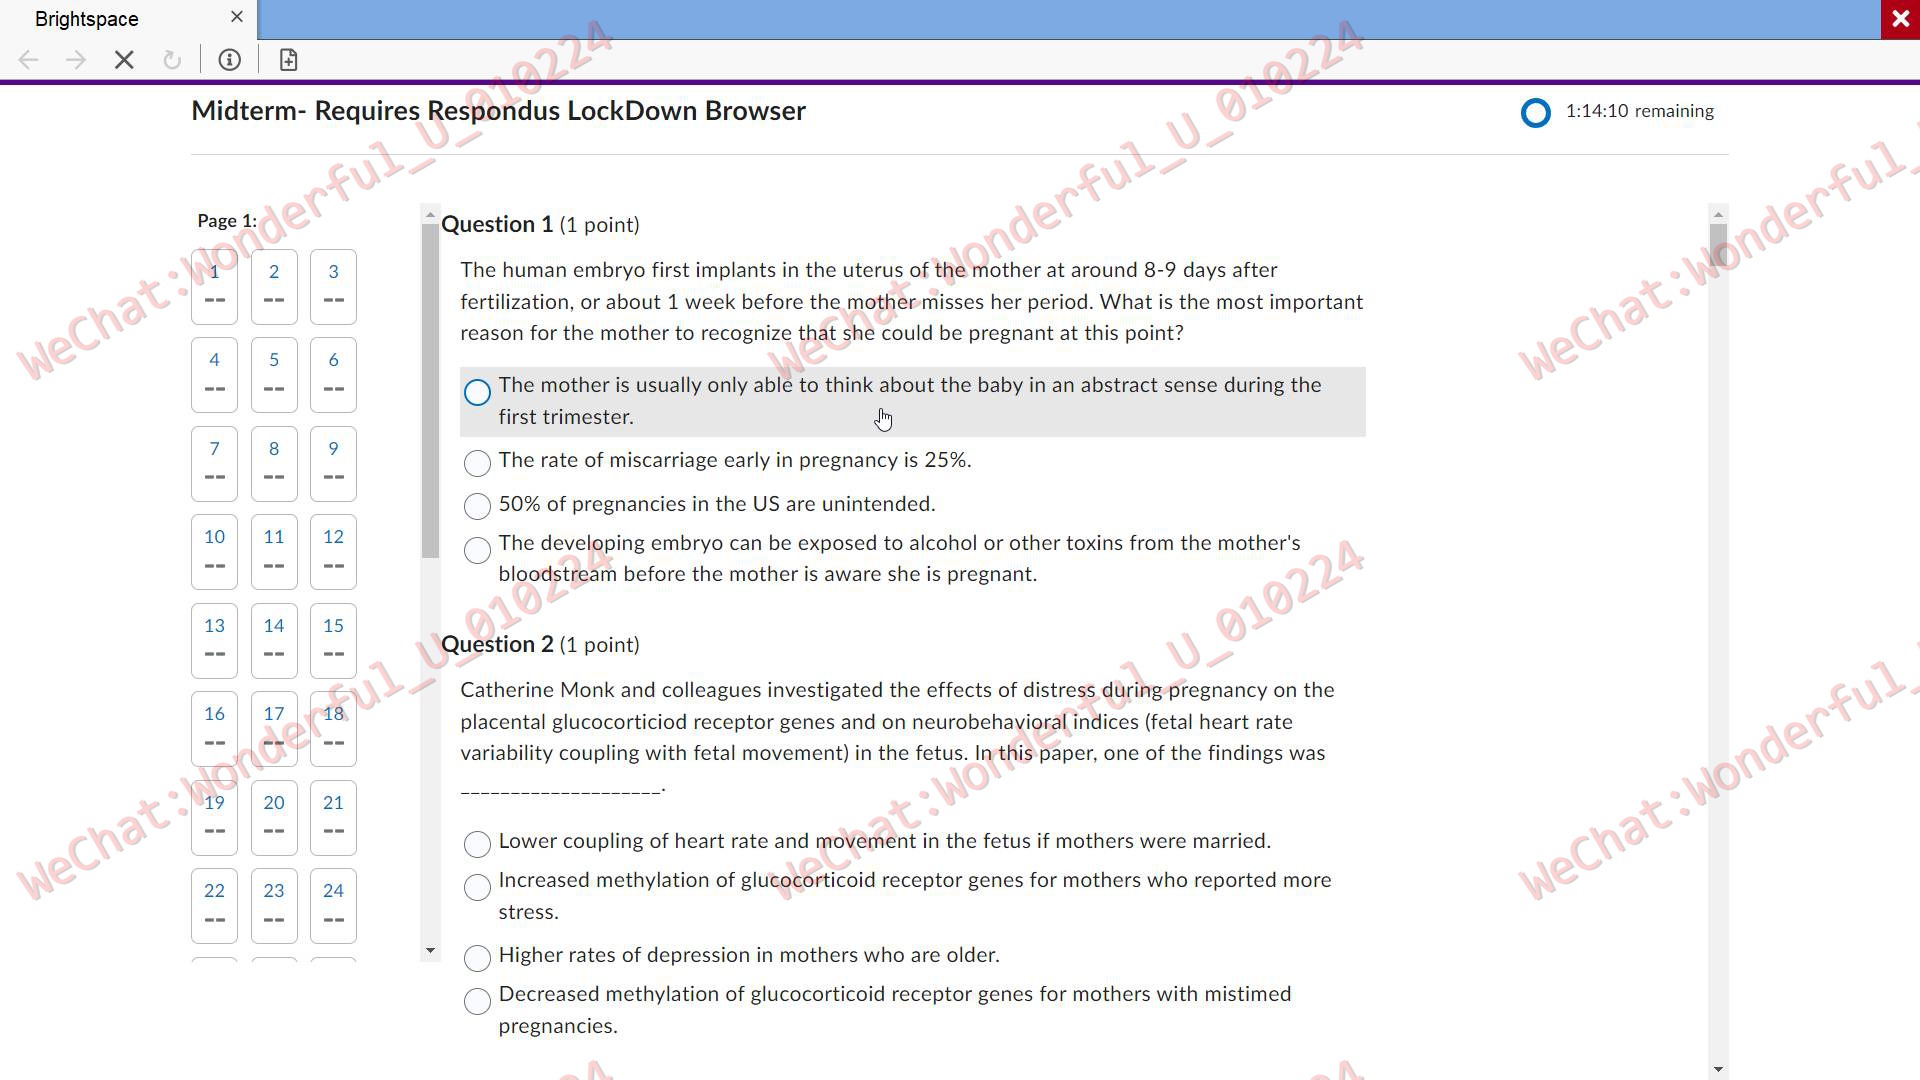 Brightspace
Midterm- Requires Respondus LockDown Browser
1:14:10 remaining
Page 1:
1
--
2
--
3
--
4
--
5
--
6
--
7
--
8
--
9
--
10
--
11
--
12
--
13
--
14
--
15
--
16
--
17
--
18
--
19
--
20
--
21
--
22
--
23
--
24
--
Question 1 (1 point)
The human embryo first implants in the uterus of the mother at around 8-9 days after
fertilization, or about 1 week before the mother misses her period. What is the most important
reason for the mother to recognize that she could be pregnant at this point?
The mother is usually only able to think about the baby in an abstract sense during the
first trimester.
The rate of miscarriage early in pregnancy is 25%.
50% of pregnancies in the US are unintended.
The developing embryo can be exposed to alcohol or other toxins from the mother's
bloodstream before the mother is aware she is pregnant.
Question 2 (1 point)
Catherine Monk and colleagues investigated the effects of distress during pregnancy on the
placental glucocorticiod receptor genes and on neurobehavioral indices (fetal heart rate
variability coupling with fetal movement) in the fetus. In this paper, one of the findings was
____________________.
Lower coupling of heart rate and movement in the fetus if mothers were married.
Increased methylation of glucocorticoid receptor genes for mothers who reported more
stress.
Higher rates of depression in mothers who are older.
Decreased methylation of glucocorticoid receptor genes for mothers with mistimed
pregnancies.
WeChat:Wonderful_U_010224
WeChat:Wonderful_U_010224
WeChat:Wonderful_
WeChat:Wonderful_U_010224
WeChat:Wonderful_U_010224
WeChat:Wonderful_
24
24